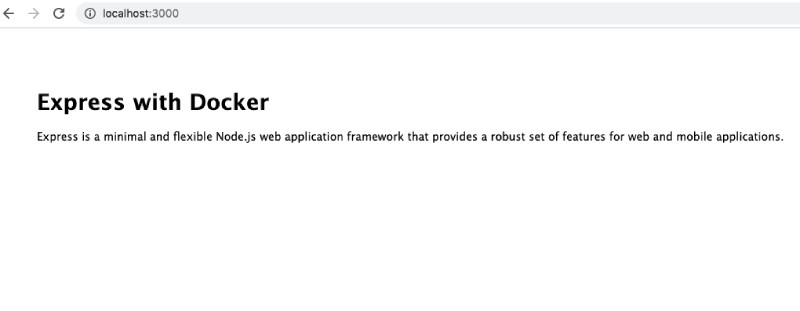 localhost:3000
Express with Docker
Express is a minimal and flexible Node.js web application framework that provides a robust set of features for web and mobile applications.